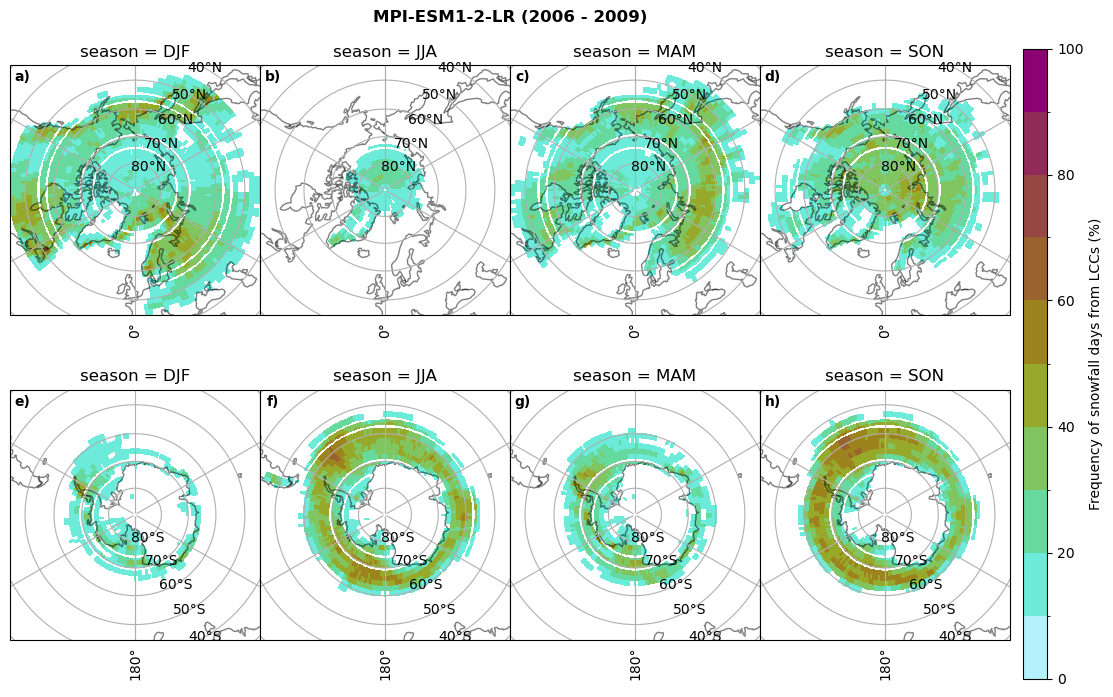 MPI-ESM1-2-LR (2006 - 2009)
season = DJF
season = JJA
season = MAM
season = SON
a)
b)
c)
d)
40°N
50°N
60°N
70°N
80°N
0°
40°N
50°N
60°N
70°N
80°N
0°
40°N
50°N
60°N
70°N
80°N
0°
40°N
50°N
60°N
70°N
80°N
0°
season = DJF
season = JJA
season = MAM
season = SON
e)
f)
g)
h)
80°S
70°S
60°S
50°S
40°S
180°
80°S
70°S
60°S
50°S
40°S
180°
80°S
70°S
60°S
50°S
40°S
180°
80°S
70°S
60°S
50°S
40°S
180°
100
80
60
40
20
0
Frequency of snowfall days from LCCs (%)